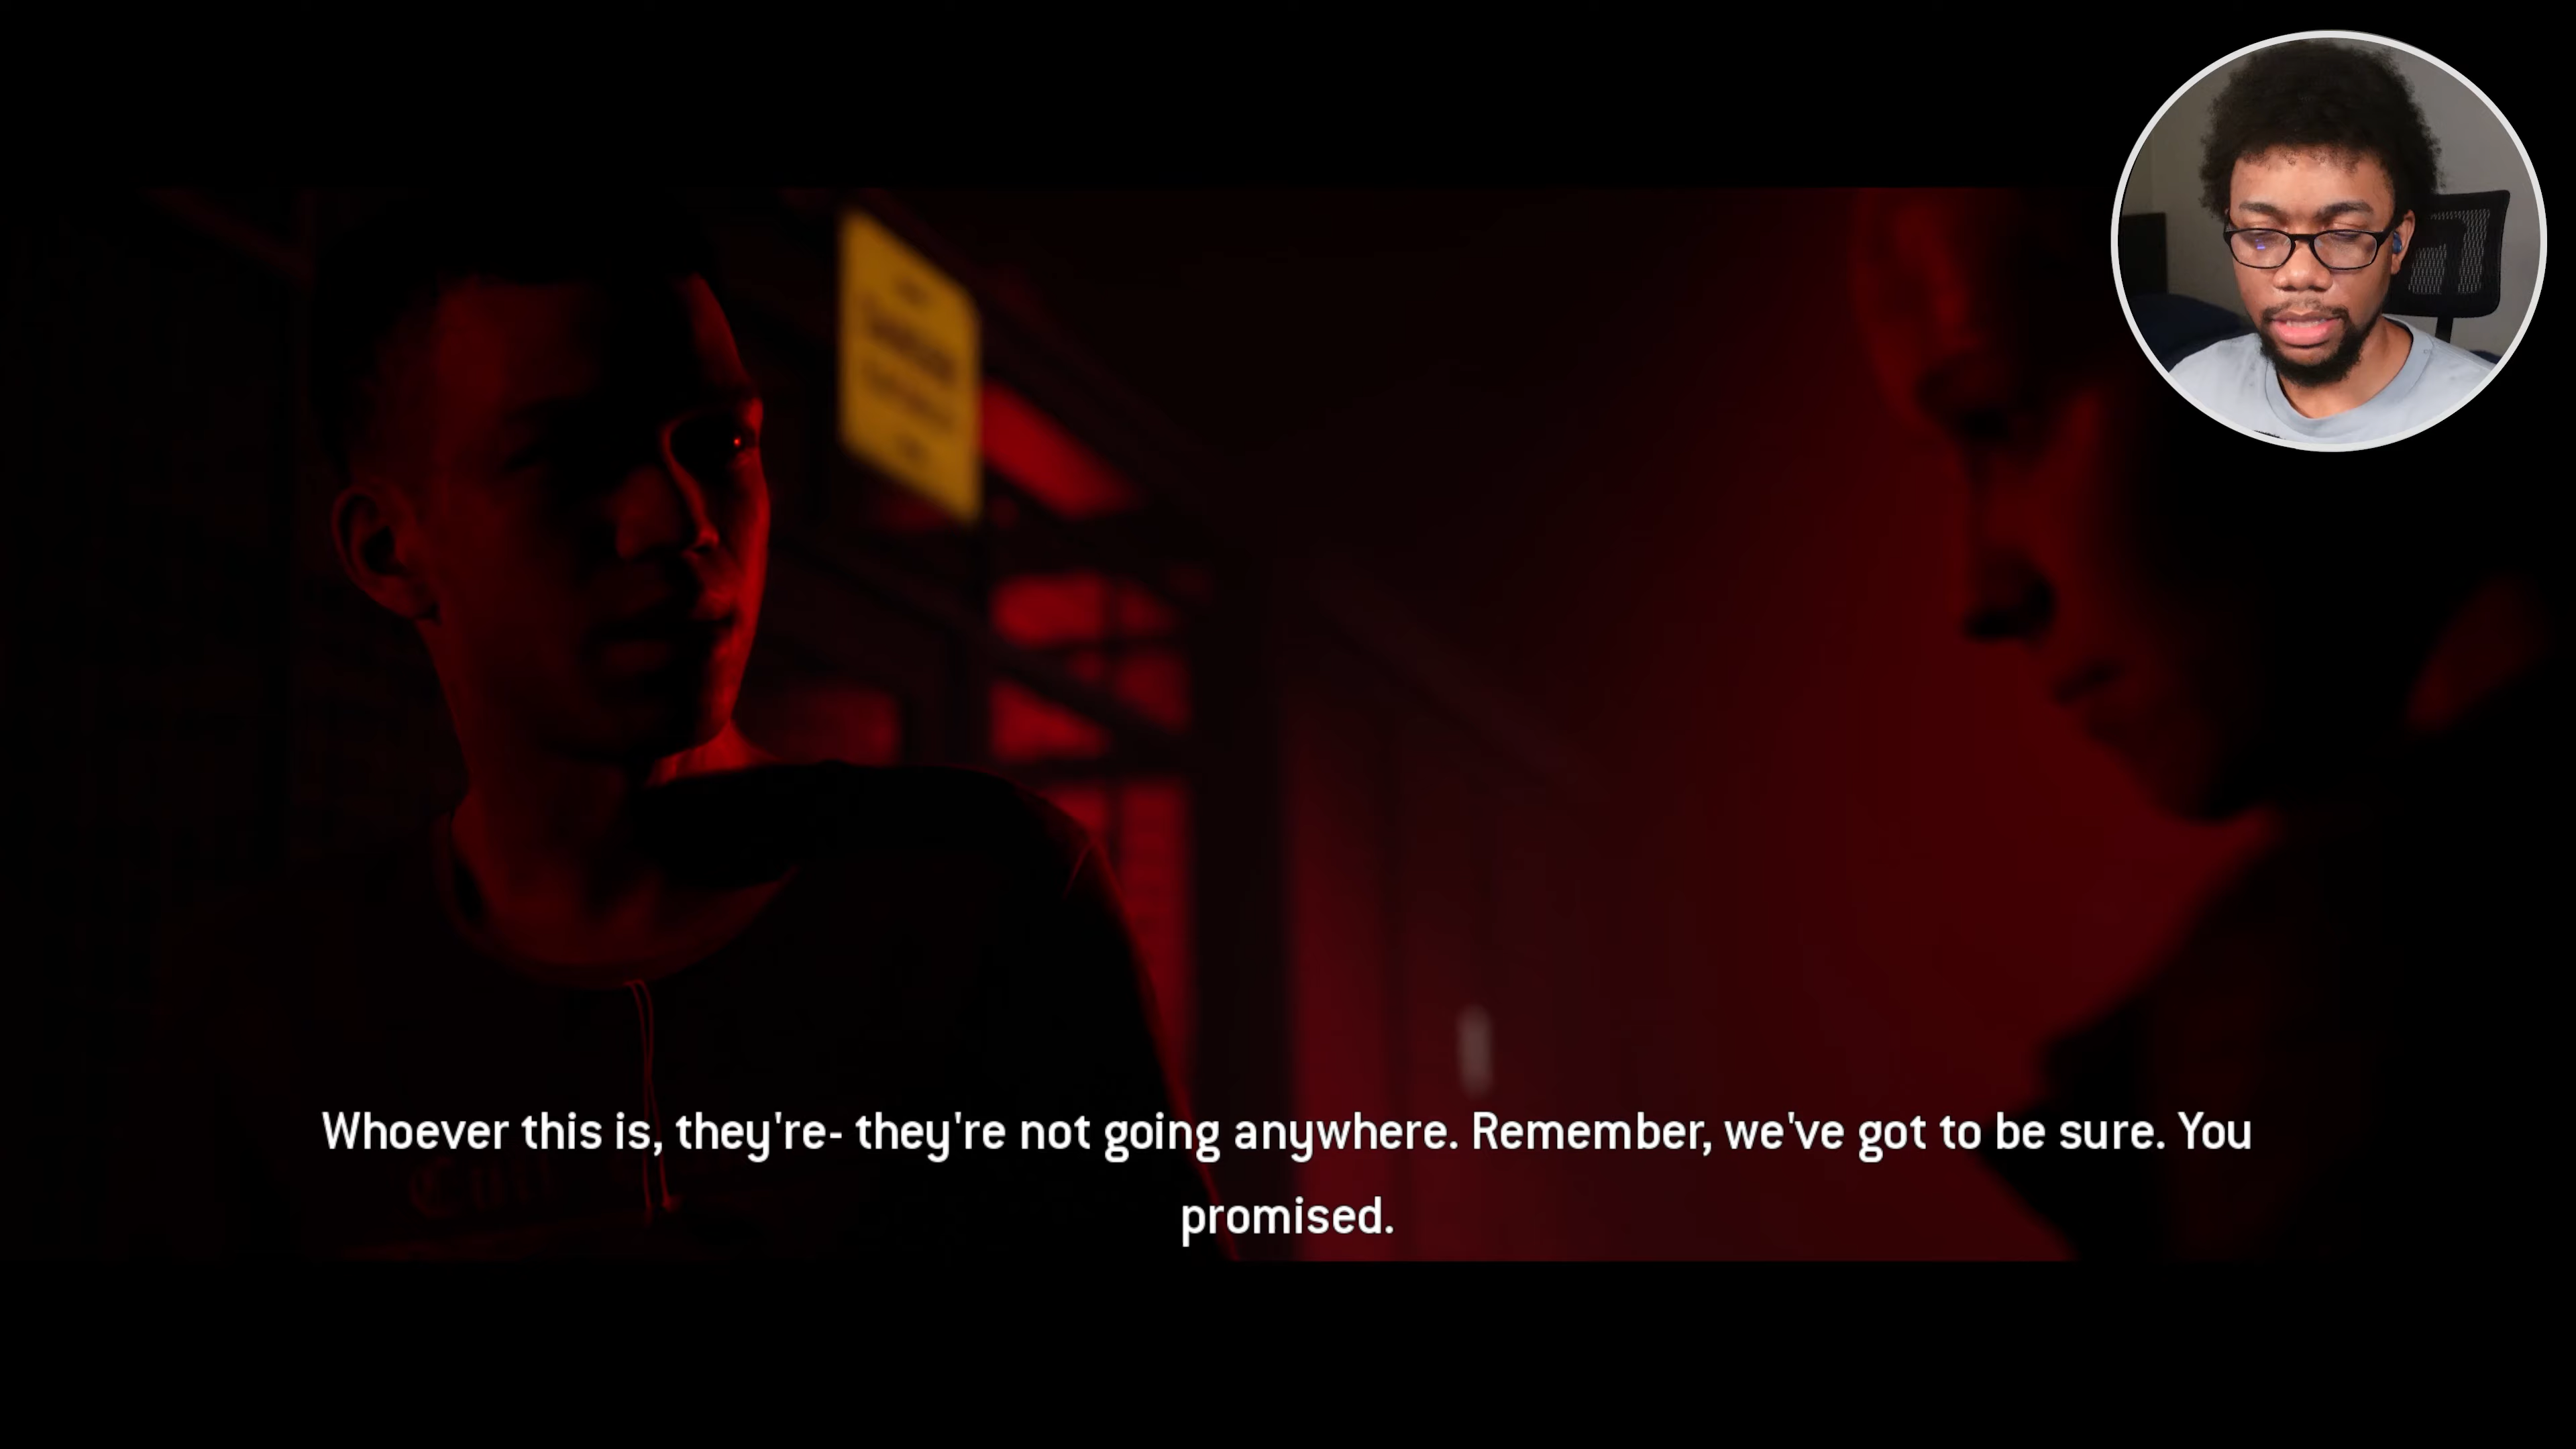 Whoever this is, they're- they're not going anywhere. Remember, we've got to be sure. You
promised.